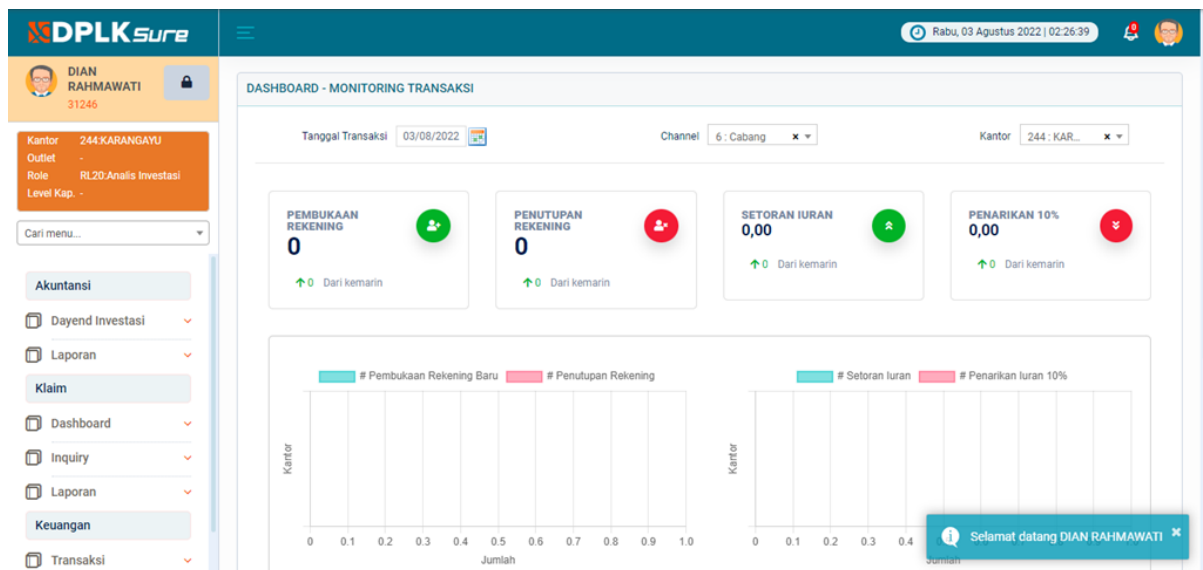 DPLK Sure
Rabu, 03 Agustus 2022 | 02:26:39
0
DIAN
RAHMAWATI
31246
Kantor 244:KARANGAYU
Outlet -
Role RL20:Analis Investasi
Level Kap. -
Cari menu...
Akuntansi
Dayend Investasi
Laporan
Klaim
Dashboard
Inquiry
Laporan
Keuangan
Transaksi
DASHBOARD - MONITORING TRANSAKSI
Tanggal Transaksi 03/08/2022 Channel 6 : Cabang x Kantor 244 : KAR... x
PEMBUKAAN
REKENING
0
0 Dari kemarin
PENUTUPAN
REKENING
0
0 Dari kemarin
SETORAN IURAN
0,00
0 Dari kemarin
PENARIKAN 10%
0,00
0 Dari kemarin
# Pembukaan Rekening Baru # Penutupan Rekening
Kantor
0 0.1 0.2 0.3 0.4 0.5 0.6 0.7 0.8 0.9 1.0
Jumlah
# Setoran Iuran # Penarikan Iuran 10%
Kantor
0 0.1 0.2 0.3 0.4
Jumlah
Selamat datang DIAN RAHMAWATI ×